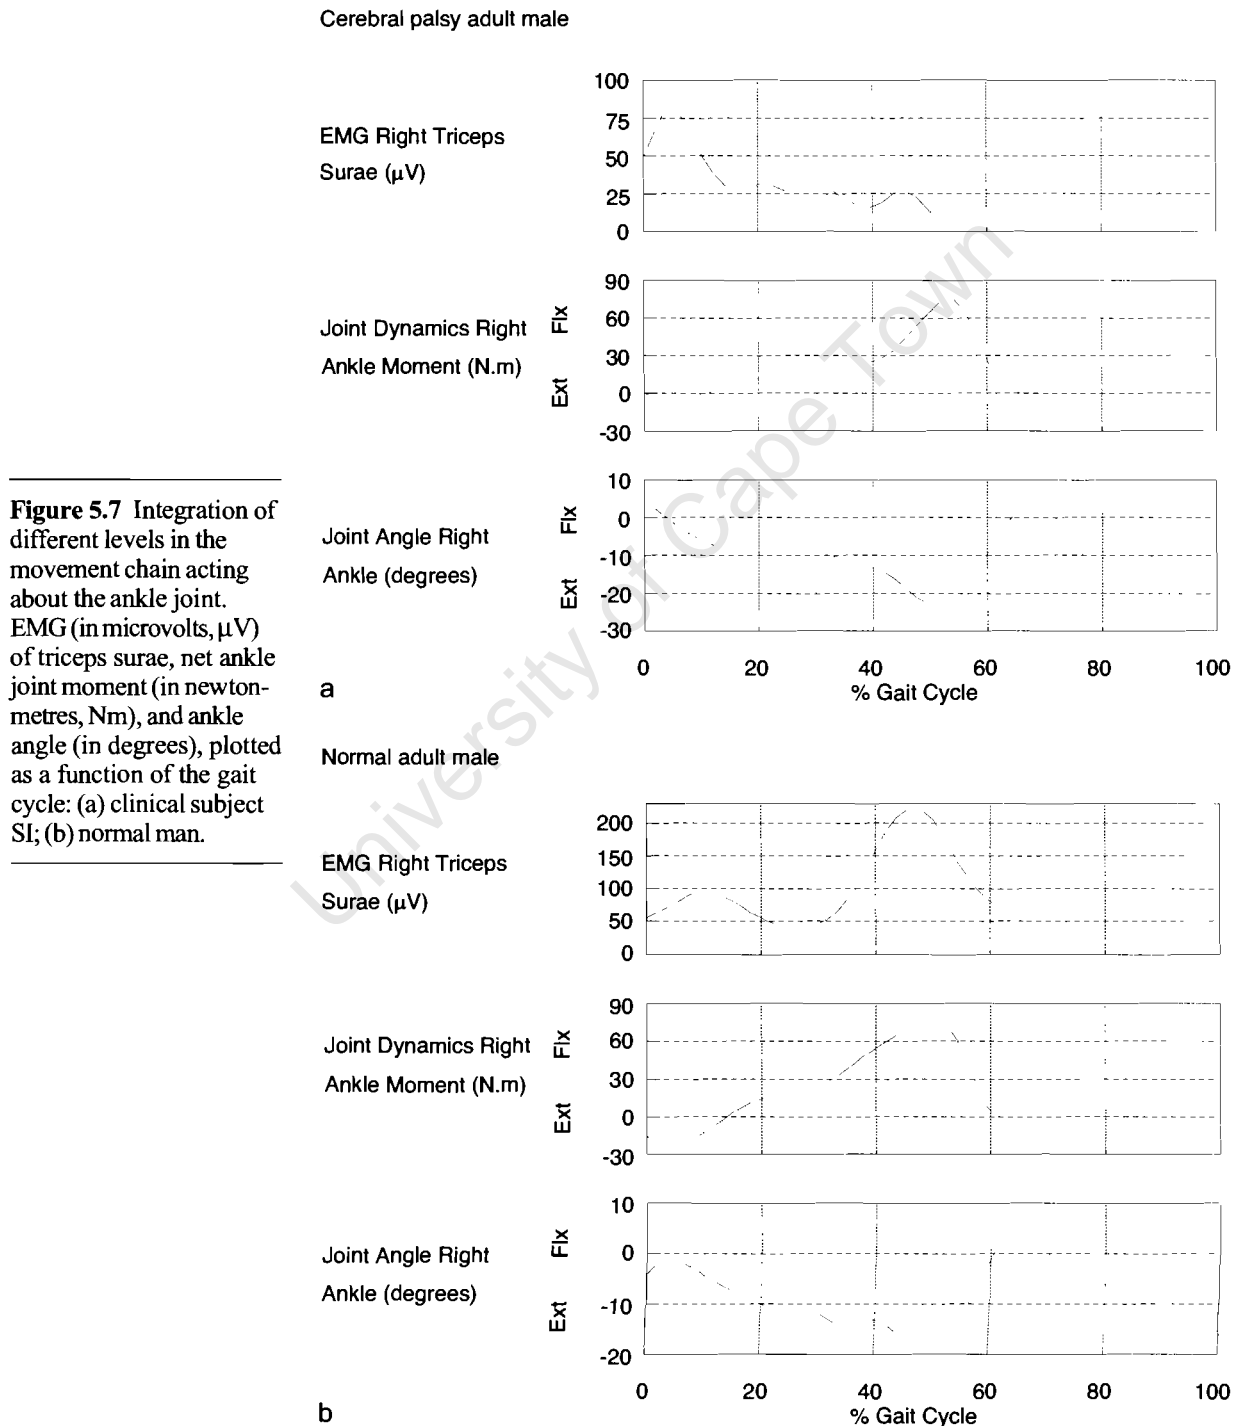 Cerebral palsy adult male
100
75
50
25
0
EMG Right Triceps
Surae (µV)
90
60
30
0
-30
Flx
Ext
Joint Dynamics Right
Ankle Moment (N.m)
10
0
-10
-20
-30
Flx
Ext
Joint Angle Right
Ankle (degrees)
0 20 40 60 80 100
% Gait Cycle
a
Figure 5.7 Integration of
different levels in the
movement chain acting
about the ankle joint.
EMG (in microvolts, µV)
of triceps surae, net ankle
joint moment (in newton-
metres, Nm), and ankle
angle (in degrees), plotted
as a function of the gait
cycle: (a) clinical subject
SI; (b) normal man.
Normal adult male
200
150
100
50
0
EMG Right Triceps
Surae (µV)
90
60
30
0
-30
Flx
Ext
Joint Dynamics Right
Ankle Moment (N.m)
10
0
-10
-20
Flx
Ext
Joint Angle Right
Ankle (degrees)
0 20 40 60 80 100
% Gait Cycle
b
University of Cape Town